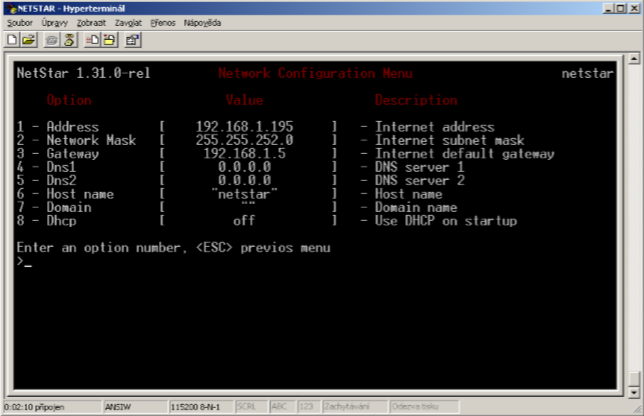 NETSTAR - Hyperterminál
Soubor Úpravy Zobrazit Zavolat Přenos Nápověda
NetStar 1.31.0-rel Network Configuration Menu netstar
Option Value Description
1 - Address [ 192.168.1.195 ] - Internet address
2 - Network Mask [ 255.255.252.0 ] - Internet subnet mask
3 - Gateway [ 192.168.1.5 ] - Internet default gateway
4 - Dns1 [ 0.0.0.0 ] - DNS server 1
5 - Dns2 [ 0.0.0.0 ] - DNS server 2
6 - Host name [ "netstar" ] - Host name
7 - Domain [ "" ] - Domain name
8 - Dhcp [ off ] - Use DHCP on startup
Enter an option number, <ESC> previos menu
>_
0:02:10 připojen ANSIW 115200 8-N-1 SCRL ABC 123 Zachytávání Odezva tisku